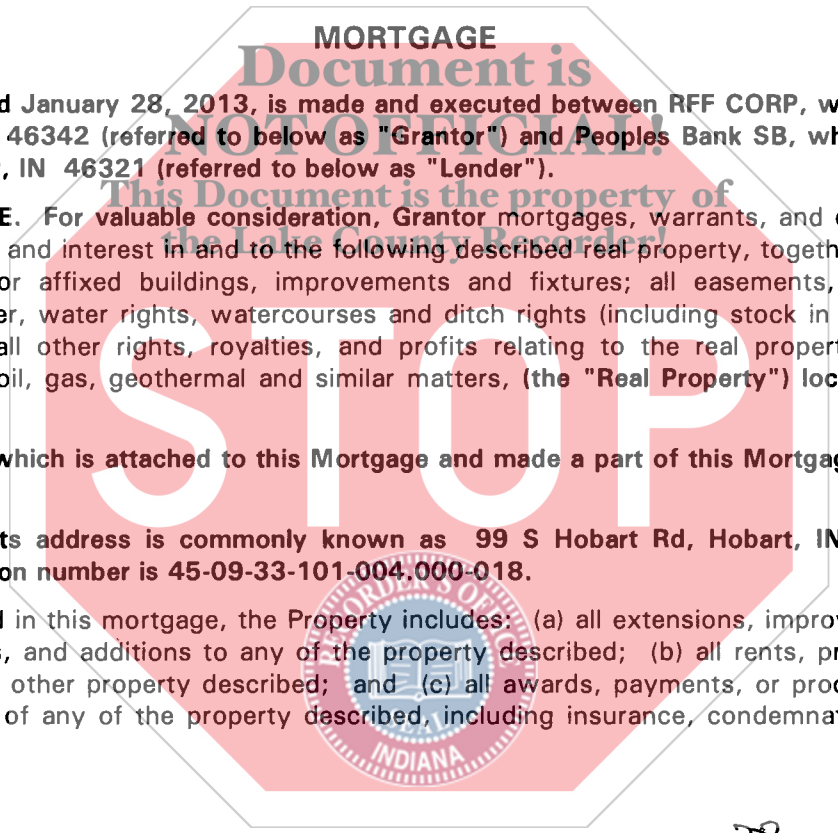 MORTGAGE
Document is
d January 28, 2013, is made and executed between RFF CORP, w
46342 (referred to below as "Grantor") and Peoples Bank SB, wh
NOT OFFICIAL!
, IN 46321 (referred to below as "Lender").
This Document is the property of
E. For valuable consideration, Grantor mortgages, warrants, and
the Lake County Recorder!
and interest in and to the following described real property, togeth
or affixed buildings, improvements and fixtures; all easements,
er, water rights, watercourses and ditch rights (including stock in
all other rights, royalties, and profits relating to the real propert
oil, gas, geothermal and similar matters, (the "Real Property") loc
STOP
which is attached to this Mortgage and made a part of this Mortgag
ts address is commonly known as 99 S Hobart Rd, Hobart, IN
on number is 45-09-33-101-004.000-018.
RECORDER'S OFFICE
d in this mortgage, the Property includes: (a) all extensions, improv
s, and additions to any of the property described; (b) all rents, pr
other property described; and (c) all awards, payments, or proc
of any of the property described, including insurance, condemnat
SEAL
INDIANA